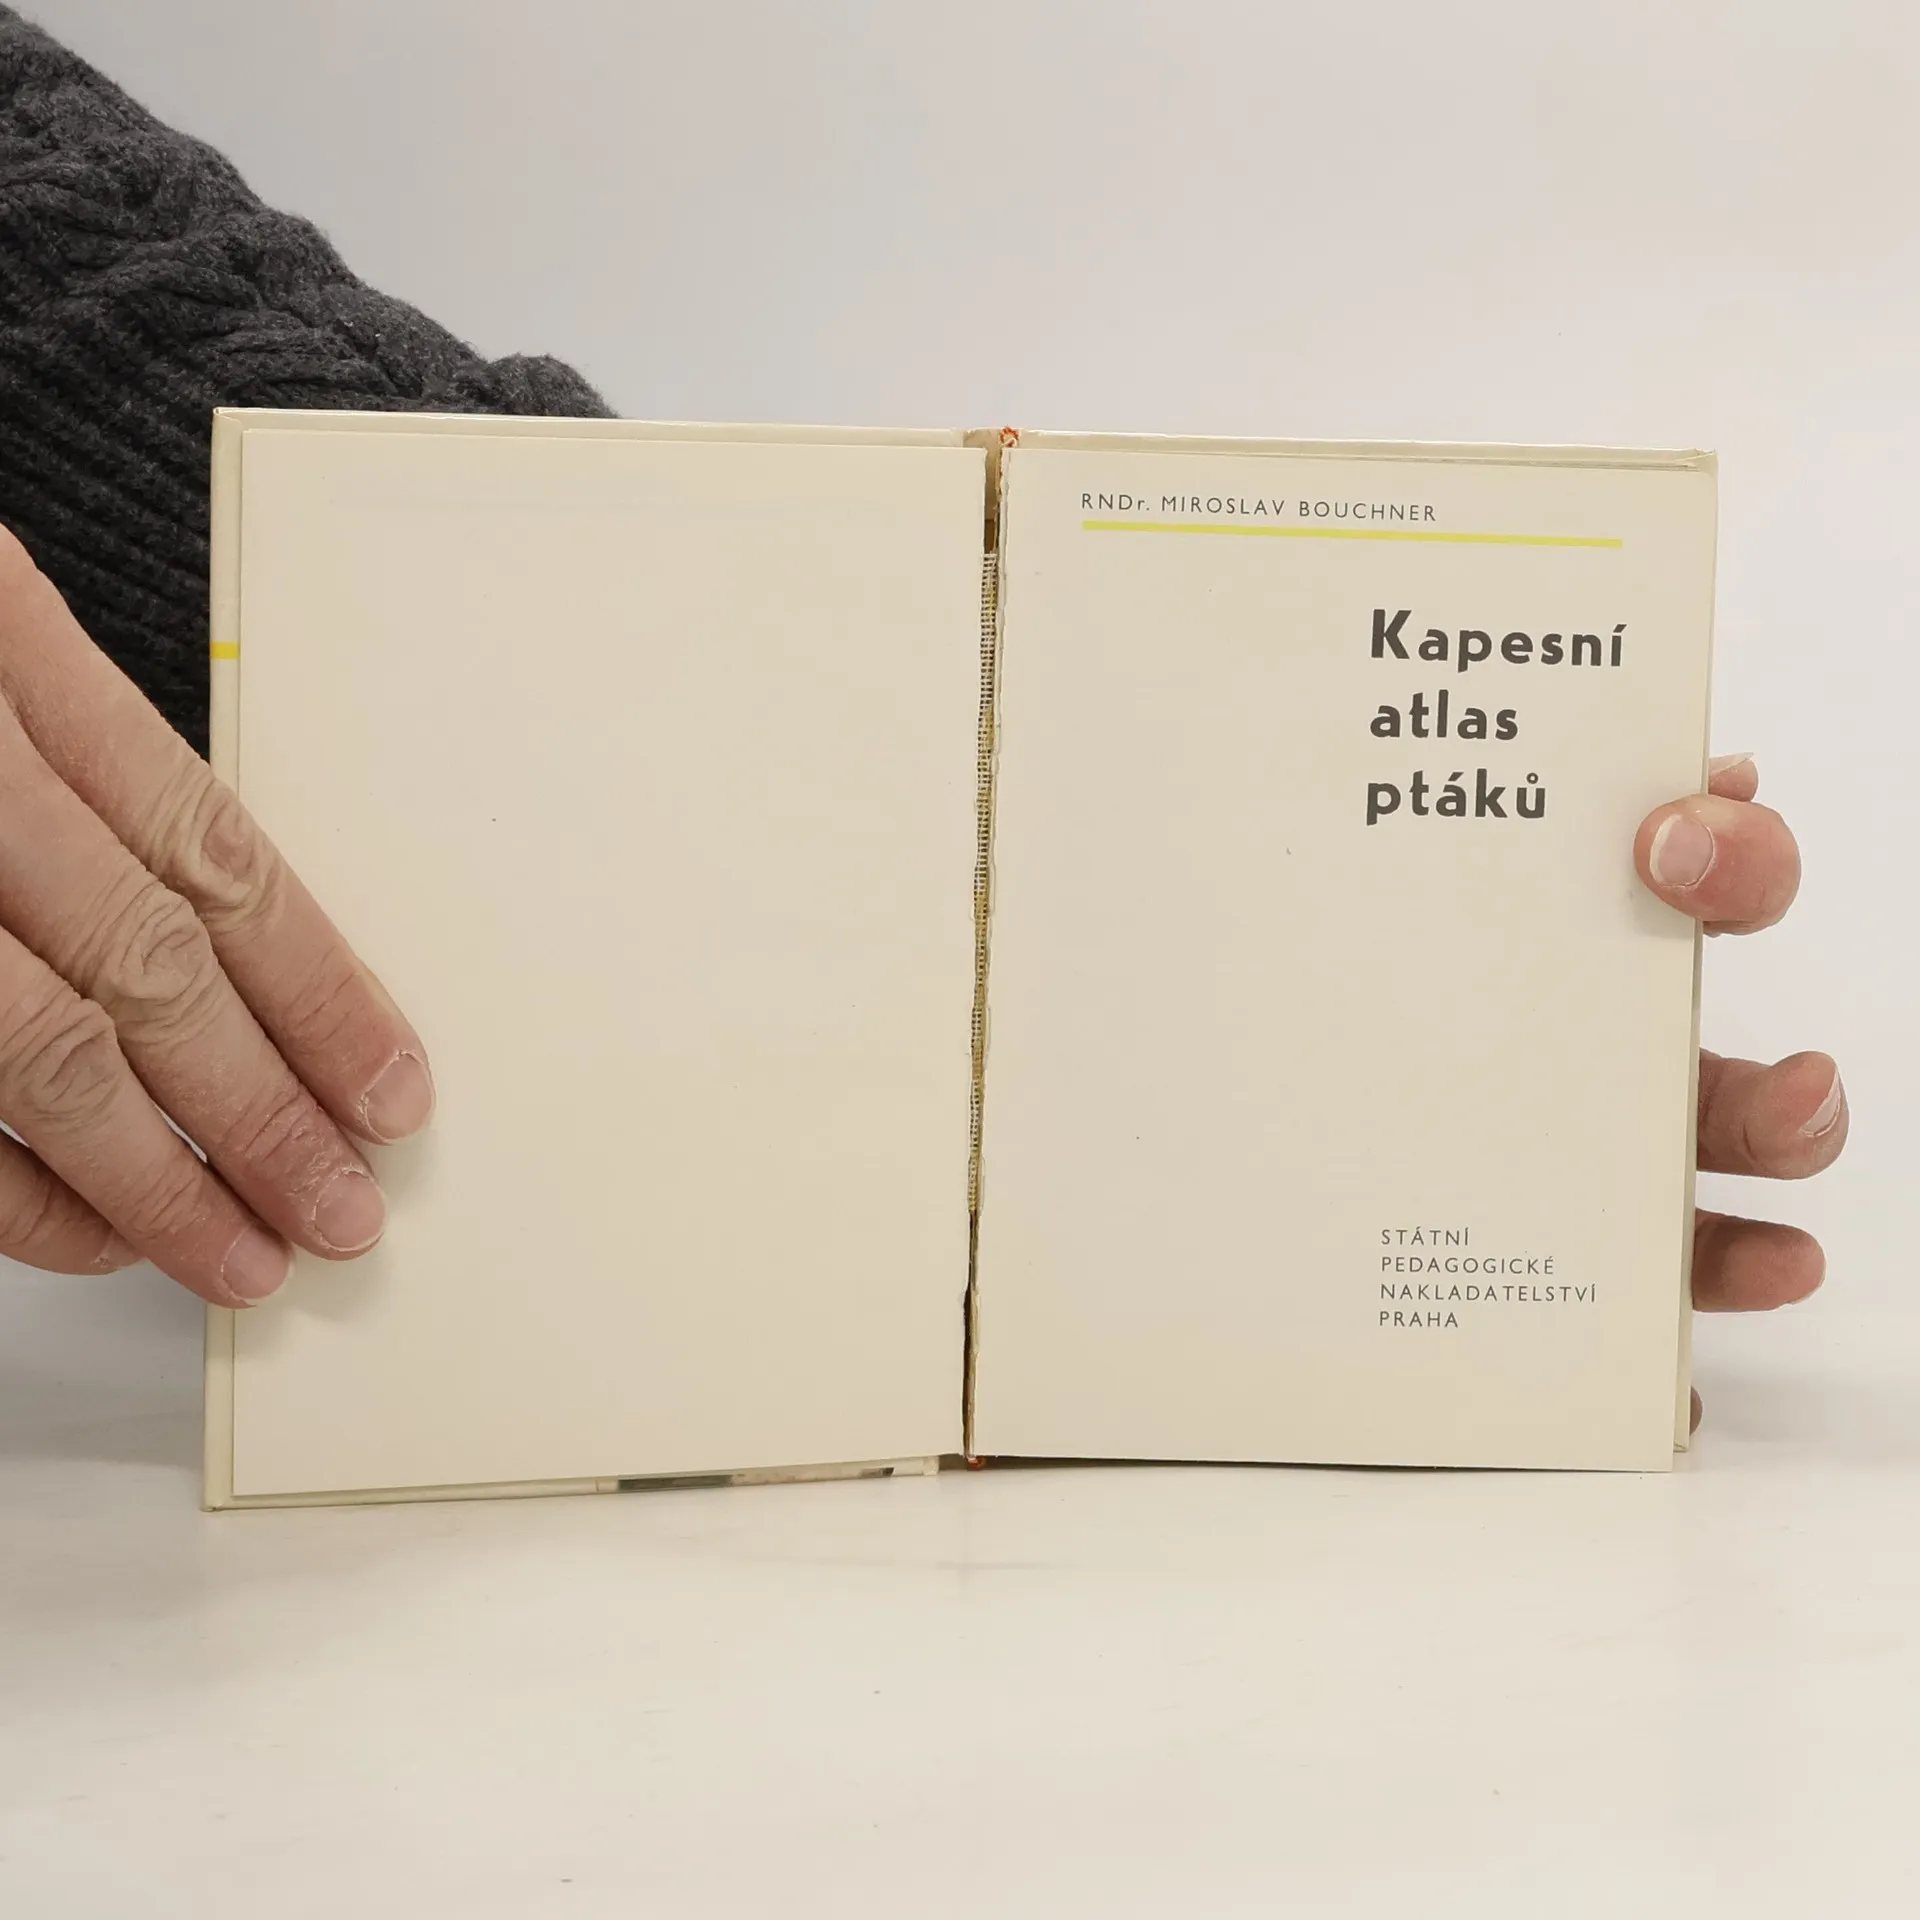 RNDr. MIROSLAV BOUCHNER
Kapesní
atlas
ptáků
STÁTNÍ
PEDAGOGICKÉ
NAKLADATELSTVÍ
PRAHA